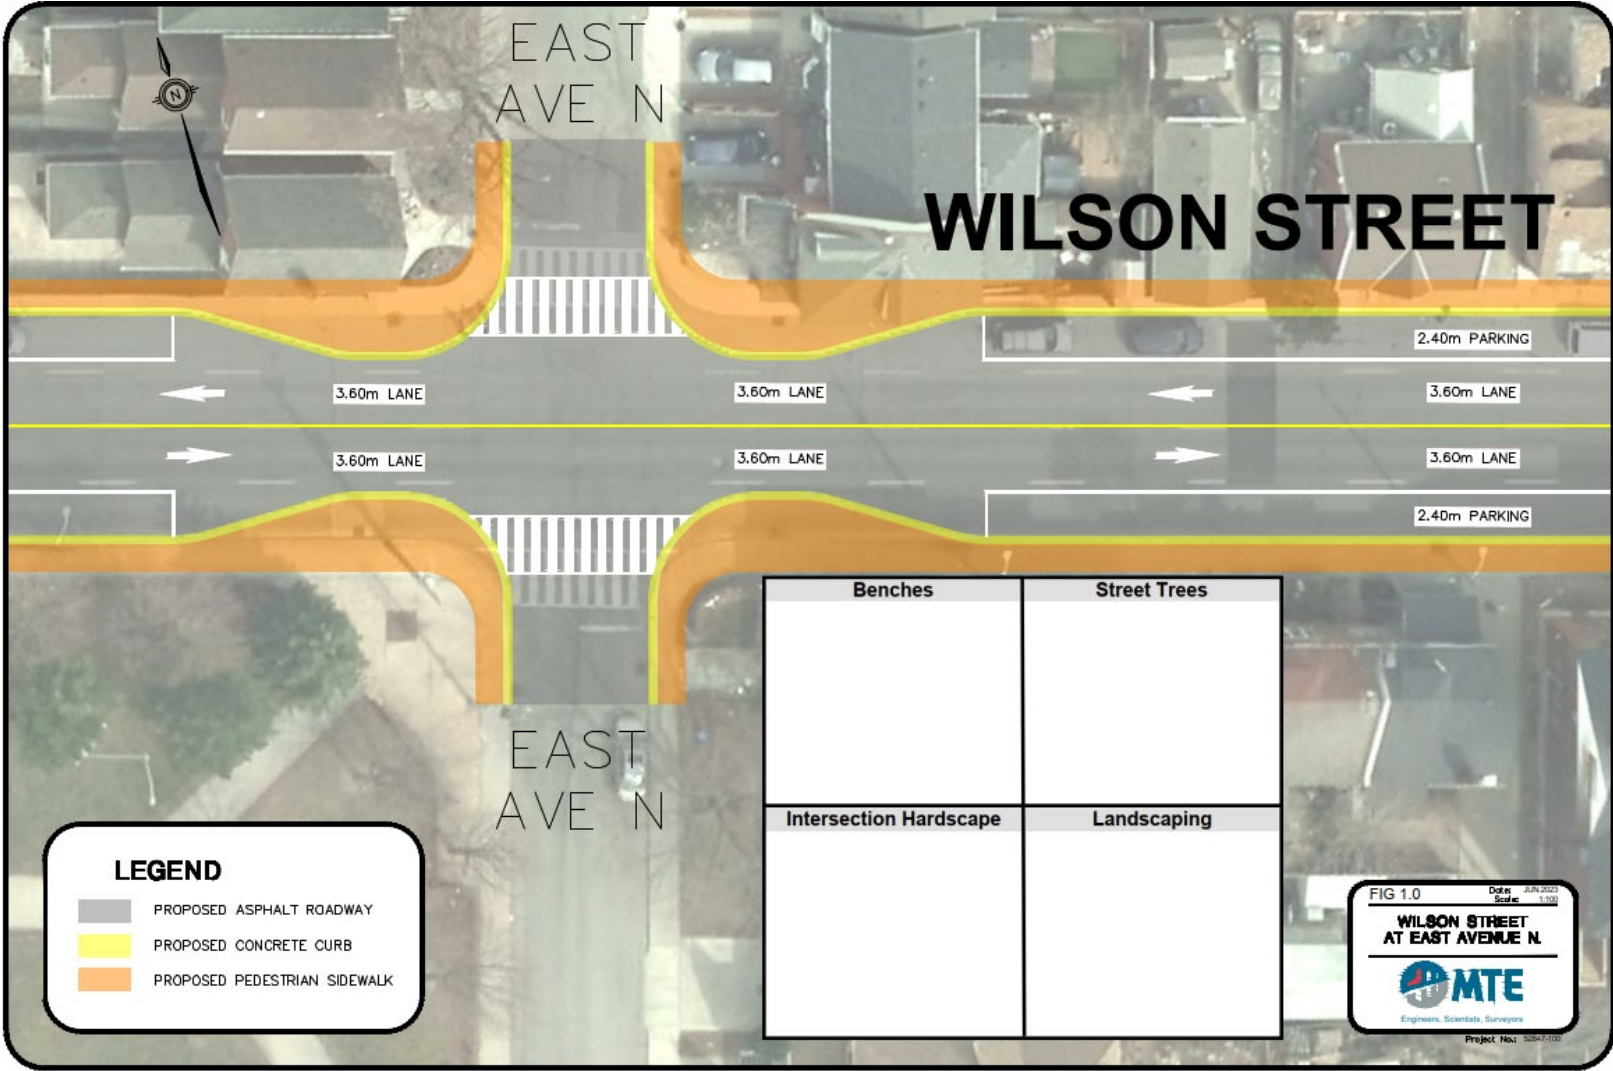 EAST
AVE N
N
WILSON STREET
2.40m PARKING
3.60m LANE
3.60m LANE
3.60m LANE
3.60m LANE
3.60m LANE
3.60m LANE
2.40m PARKING
Benches
Street Trees
EAST
AVE N
Intersection Hardscape
Landscaping
LEGEND
PROPOSED ASPHALT ROADWAY
PROPOSED CONCRETE CURB
PROPOSED PEDESTRIAN SIDEWALK
FIG 1.0
Date: JUN.2023
Scale: 1:100
WILSON STREET
AT EAST AVENUE N.
MTE
Engineers, Scientists, Surveyors
Project No.: 52847-100